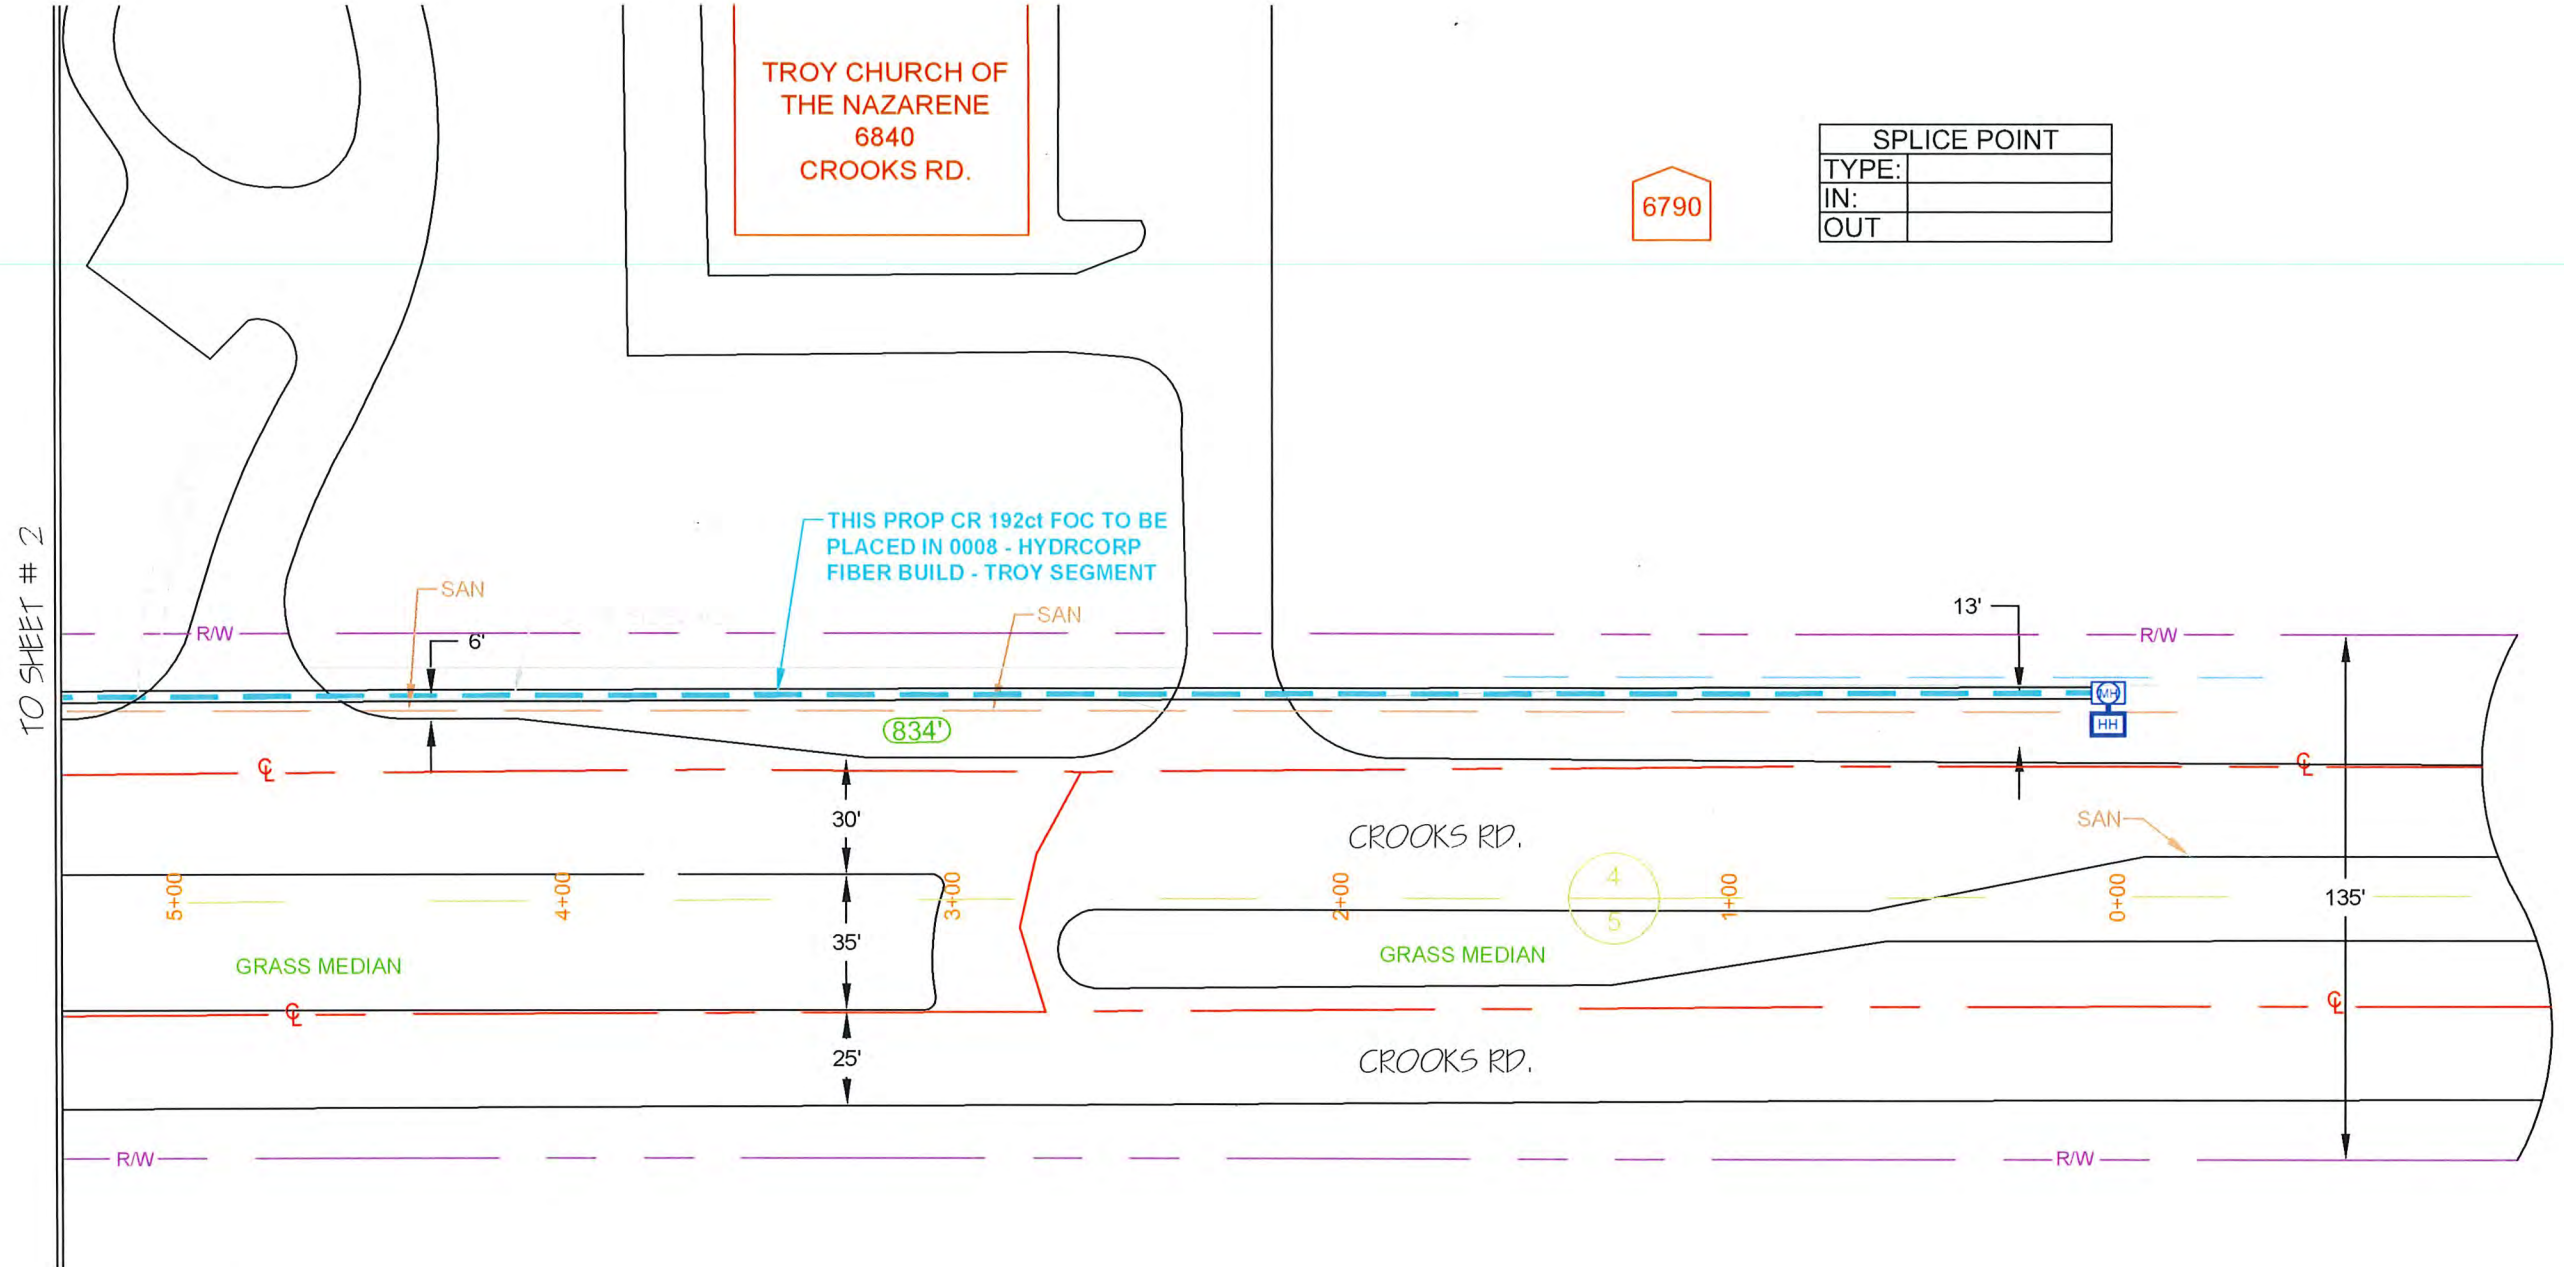 TROY CHURCH OF
THE NAZARENE
6840
CROOKS RD.
6790
SPLICE POINT
TYPE:
IN:
OUT
TO SHEET # 2
THIS PROP CR 192ct FOC TO BE
PLACED IN 0008 - HYDRCORP
FIBER BUILD - TROY SEGMENT
SAN
SAN
13'
R/W
6'
R/W
MH
HH
834'
℄
℄
30'
CROOKS RD.
SAN
5+00
4+00
3+00
2+00
4
5
1+00
0+00
135'
35'
GRASS MEDIAN
GRASS MEDIAN
℄
℄
25'
CROOKS RD.
R/W
R/W